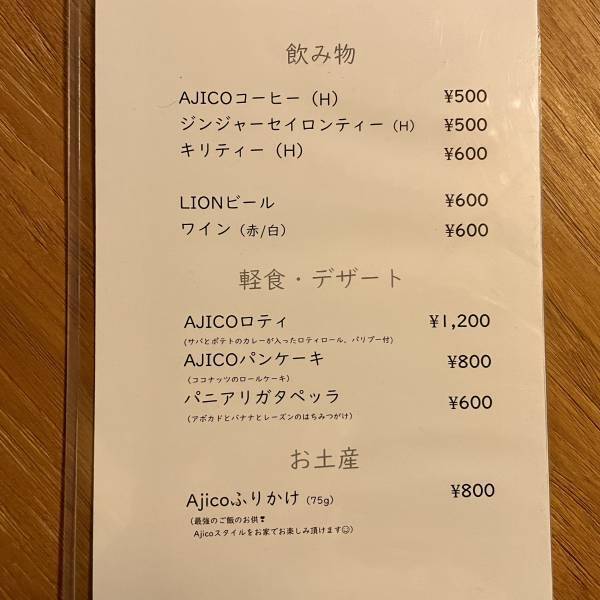 飲み物
AJICOコーヒー（H） ¥500
ジンジャーセイロンティー（H） ¥500
キリティー（H） ¥600
LIONビール ¥600
ワイン（赤/白） ¥600
軽食・デザート
AJICOロティ ¥1,200
(サバとポテトのカレーが入ったロティロール、パリプー付)
AJICOパンケーキ ¥800
（ココナッツのロールケーキ）
パニアリガタペッラ ¥600
（アボカドとバナナとレーズンのはちみつがけ）
お土産
Ajicoふりかけ（75g） ¥800
（最強のご飯のお供❣
Ajicoスタイルをお家でお楽しみ頂けます☺）